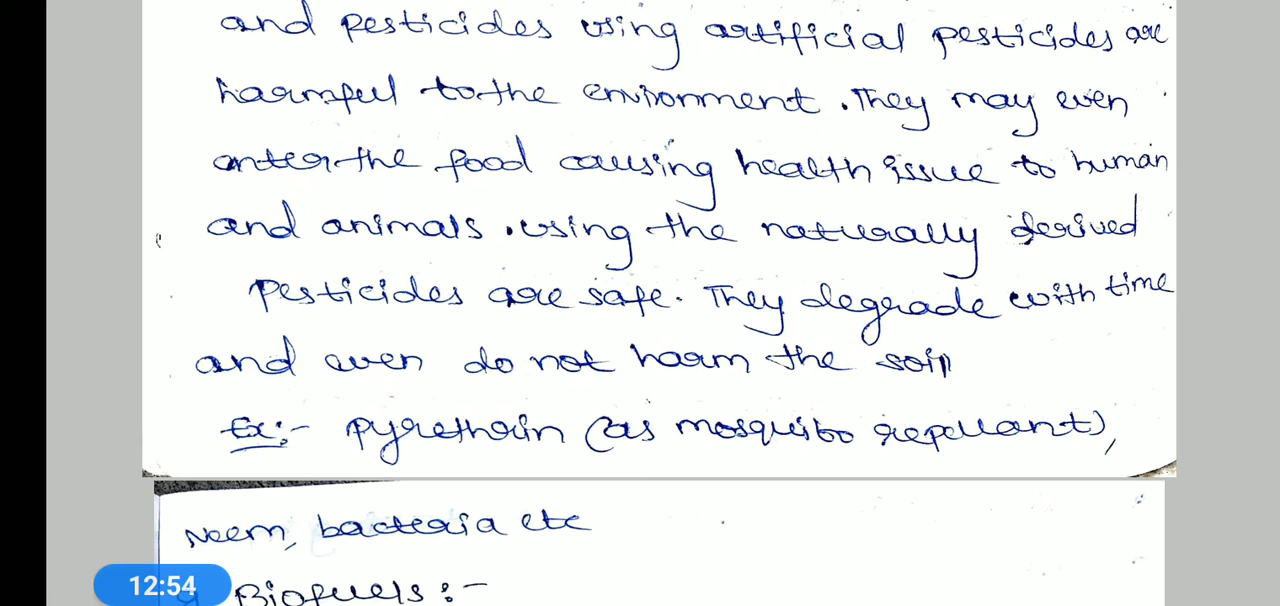 and pesticides using artificial pesticides are
harmful to the environment. They may even
enter the food causing health issue to human
and animals. using the naturally derived
pesticides are safe. They degrade with time
and even do not harm the soil
Ex:- pyrethrin (as mosquito repellant),
Neem, bacteria etc
12:54
Biofuels:-